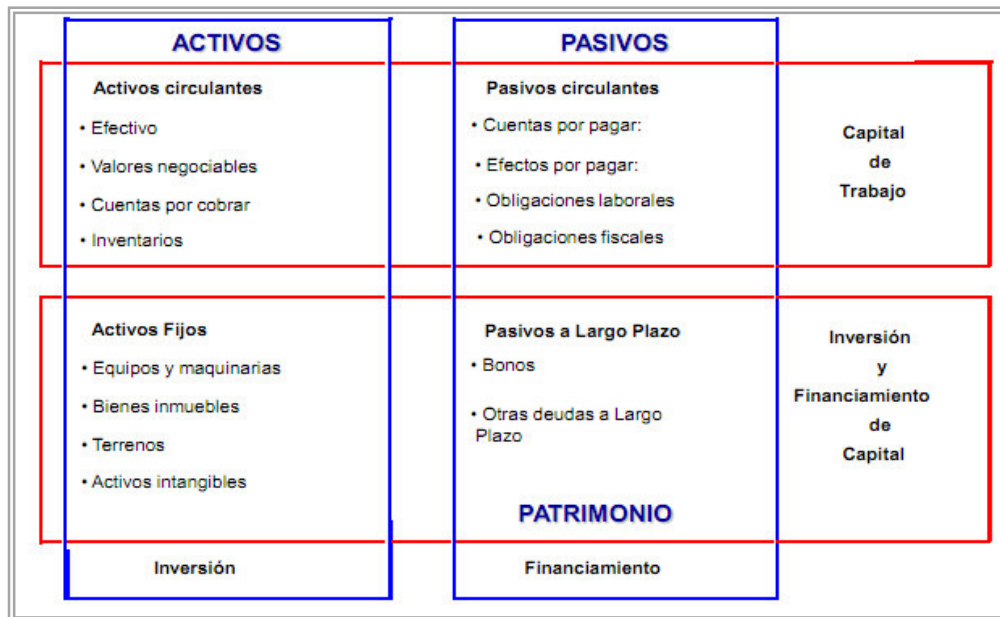 ACTIVOS
Activos circulantes
• Efectivo
• Valores negociables
• Cuentas por cobrar
• Inventarios
Activos Fijos
• Equipos y maquinarias
• Bienes inmuebles
• Terrenos
• Activos intangibles
Inversión
PASIVOS
Pasivos circulantes
• Cuentas por pagar:
• Efectos por pagar:
• Obligaciones laborales
• Obligaciones fiscales
Pasivos a Largo Plazo
• Bonos
• Otras deudas a Largo
Plazo
PATRIMONIO
Financiamiento
Capital
de
Trabajo
Inversión
y
Financiamiento
de
Capital